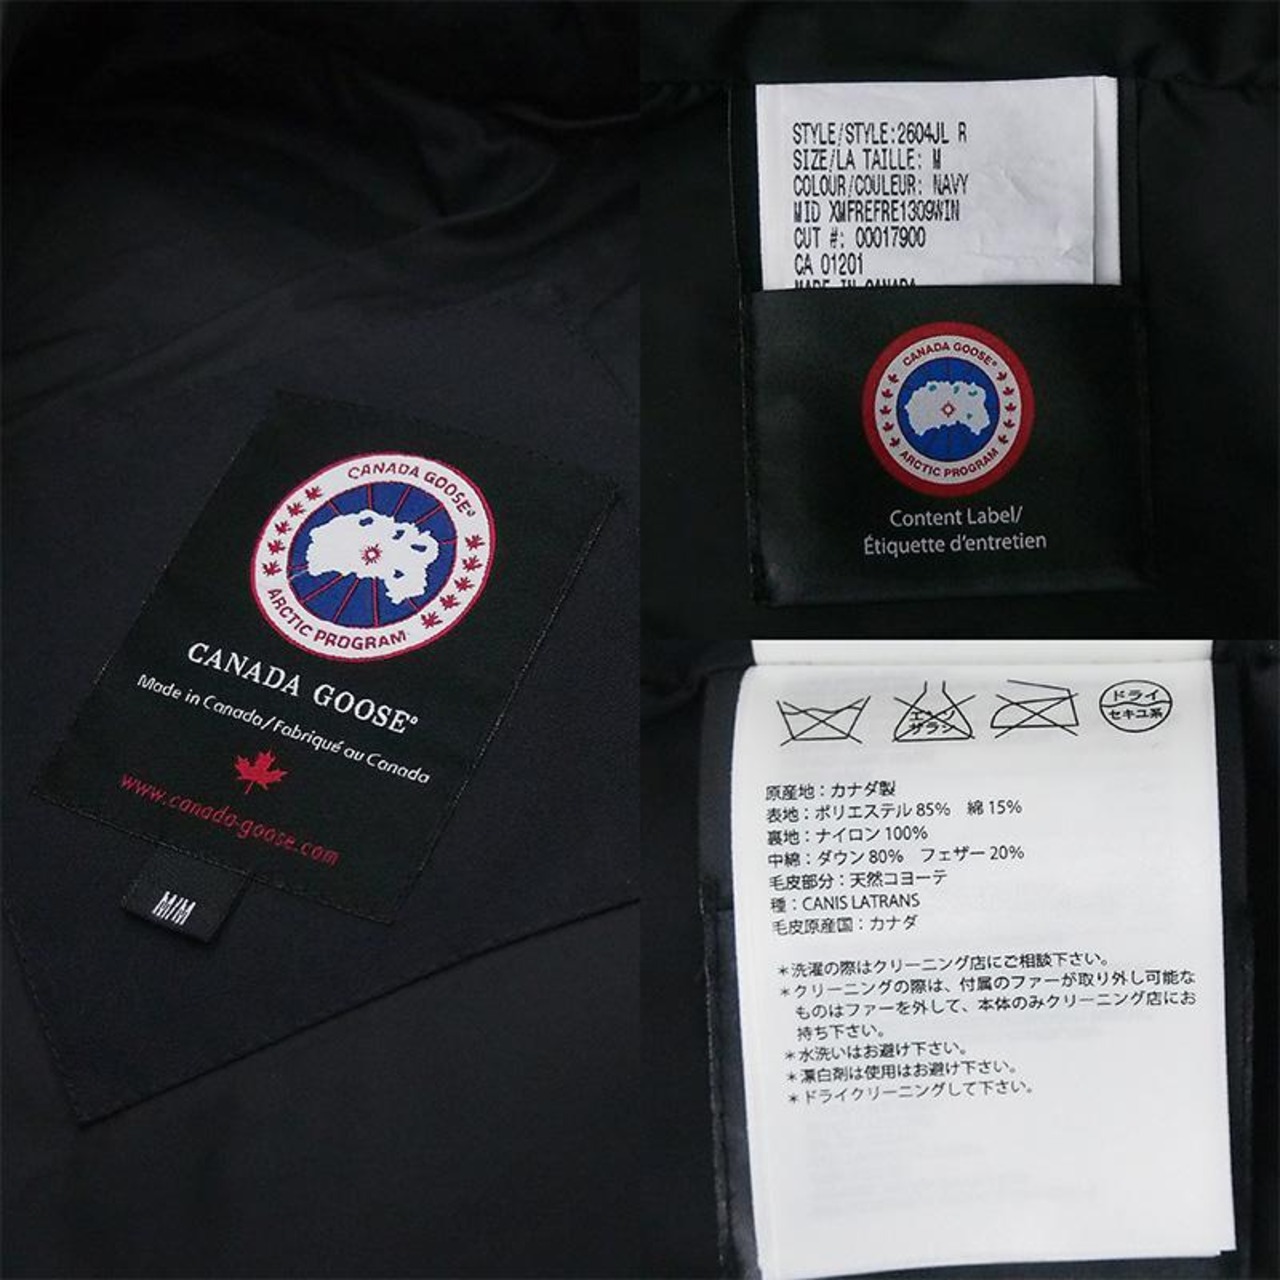 CANADA GOOSE®
ARCTIC PROGRAM
CANADA GOOSE®
Made in Canada/Fabriqué au Canada
www.canada-goose.com
M/M
STYLE/STYLE:2604JL R
SIZE/LA TAILLE: M
COLOUR/COULEUR: NAVY
MID XMFREFRE1309WIN
CUT #: 00017900
CA 01201
MADE IN CANADA
CANADA GOOSE®
ARCTIC PROGRAM
Content Label/
Étiquette d'entretien
エンソ
サラシ
ドライ
セキユ系
原産地：カナダ製
表地：ポリエステル 85%　綿 15%
裏地：ナイロン 100%
中綿：ダウン 80%　フェザー 20%
毛皮部分：天然コヨーテ
種：CANIS LATRANS
毛皮原産国：カナダ
＊洗濯の際はクリーニング店にご相談下さい。
＊クリーニングの際は、付属のファーが取り外し可能な
ものはファーを外して、本体のみクリーニング店にお
持ち下さい。
＊水洗いはお避け下さい。
＊漂白剤は使用はお避け下さい。
＊ドライクリーニングして下さい。